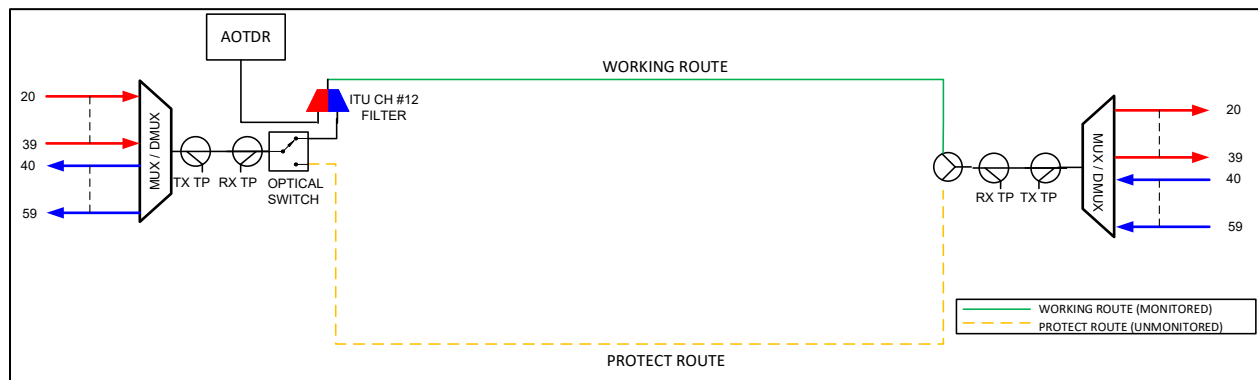 AOTDR
WORKING ROUTE
ITU CH #12
FILTER
20
39
40
59
MUX / DMUX
TX TP
RX TP
OPTICAL
SWITCH
RX TP
TX TP
MUX / DMUX
20
39
40
59
WORKING ROUTE (MONITORED)
PROTECT ROUTE (UNMONITORED)
PROTECT ROUTE